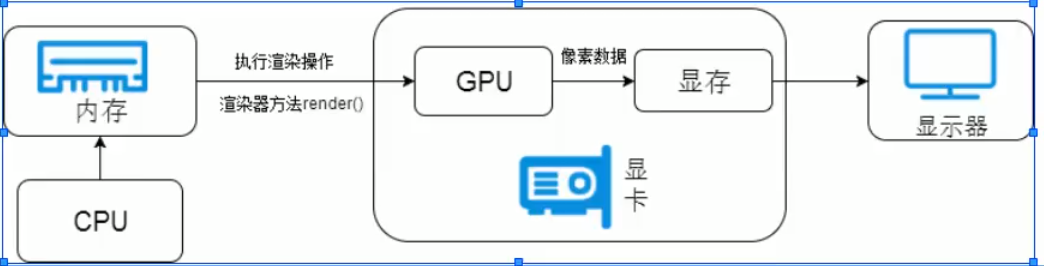 执行渲染操作
渲染器方法render()
内存
CPU
GPU
像素数据
显存
显
卡
显示器